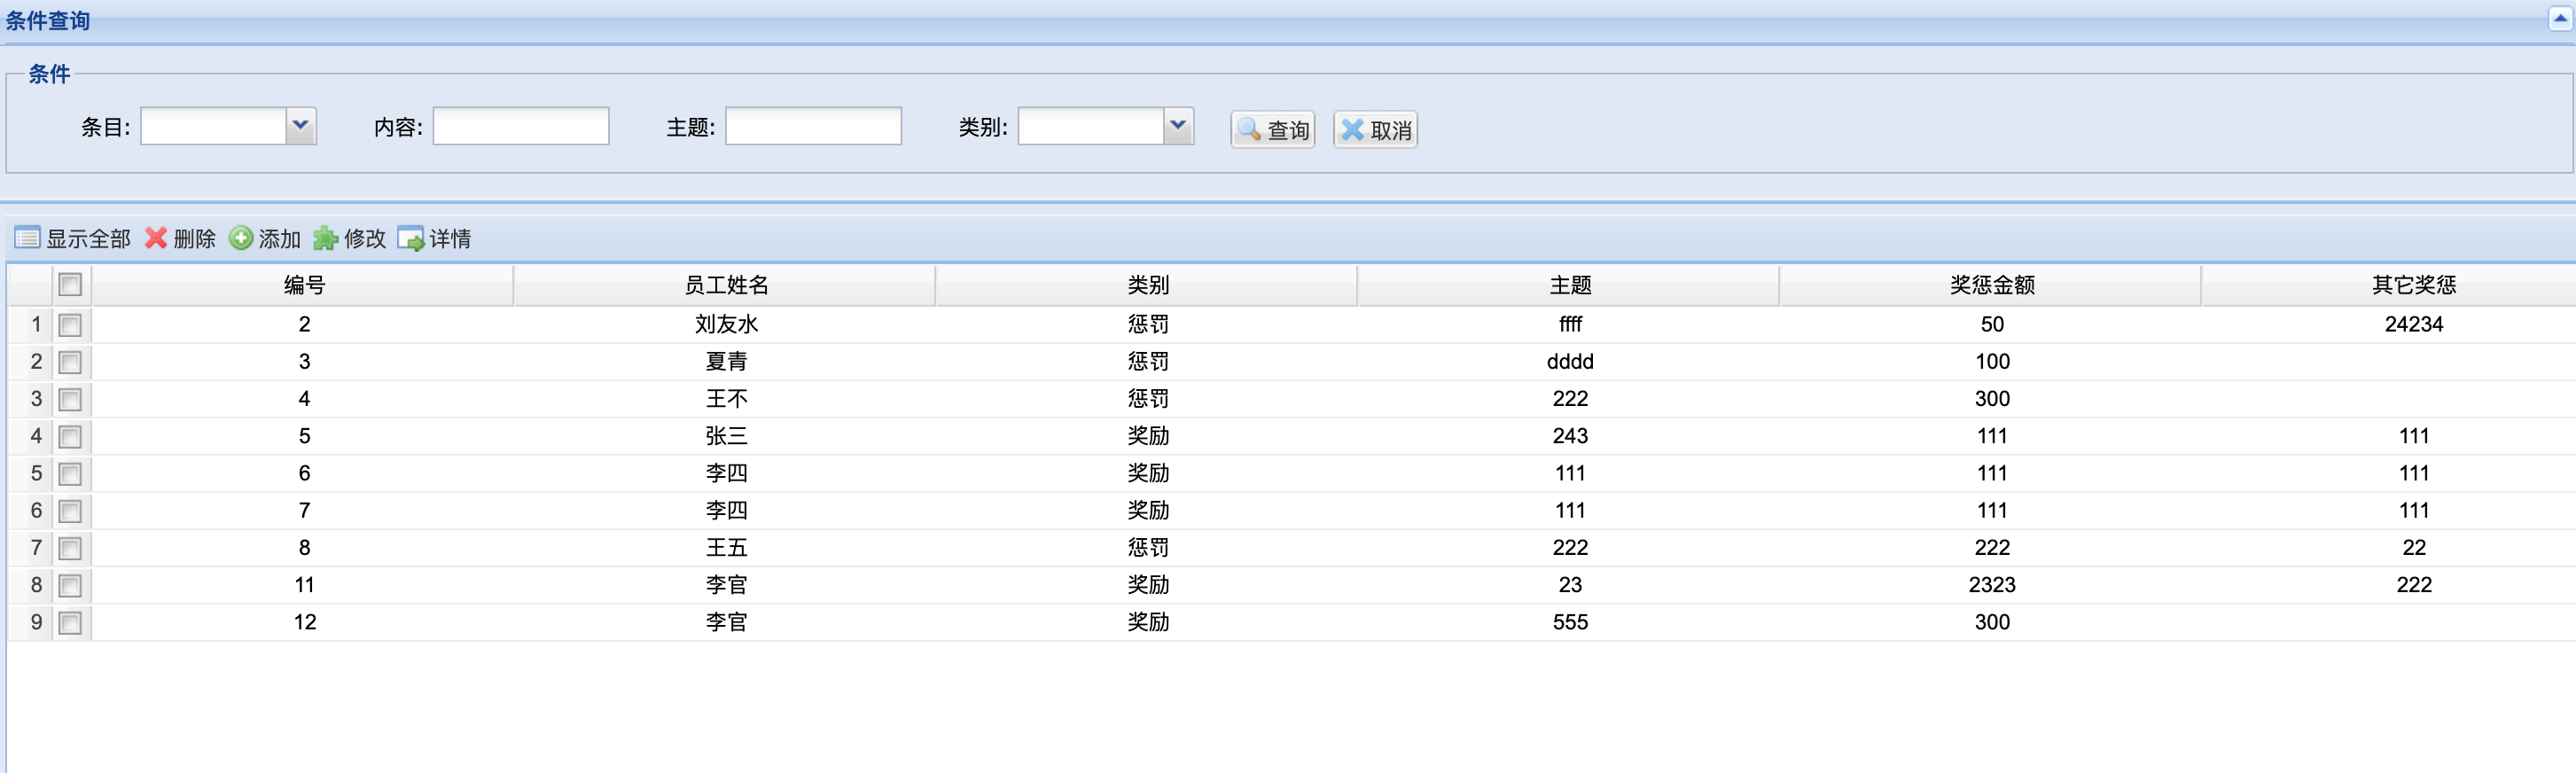 条件查询
条件
条目: 内容: 主题: 类别: 查询 取消
显示全部 删除 添加 修改 详情
编号 员工姓名 类别 主题 奖惩金额 其它奖惩
1 2 刘友水 惩罚 ffff 50 24234
2 3 夏青 惩罚 dddd 100
3 4 王不 惩罚 222 300
4 5 张三 奖励 243 111 111
5 6 李四 奖励 111 111 111
6 7 李四 奖励 111 111 111
7 8 王五 惩罚 222 222 22
8 11 李官 奖励 23 2323 222
9 12 李官 奖励 555 300